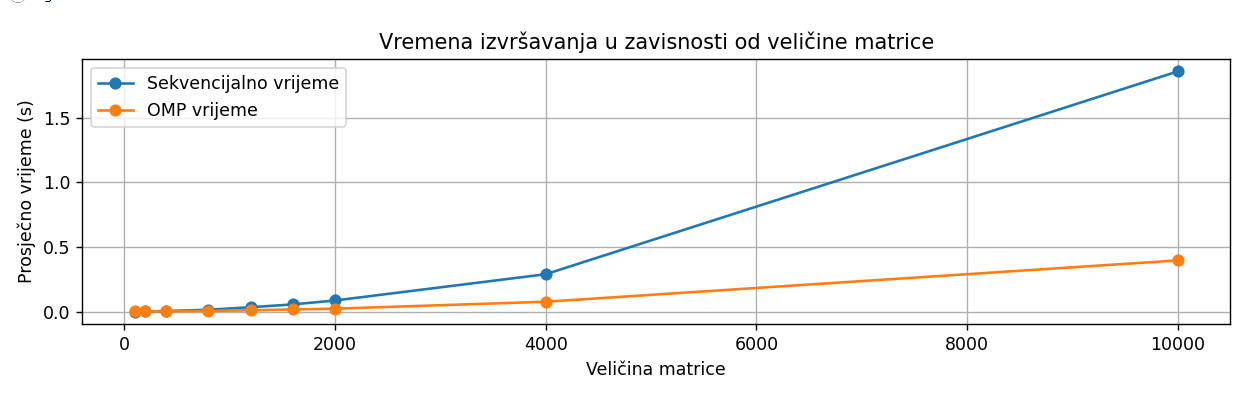 Vremena izvršavanja u zavisnosti od veličine matrice
Sekvencijalno vrijeme
OMP vrijeme
Prosječno vrijeme (s)
1.5
1.0
0.5
0.0
0 2000 4000 6000 8000 10000
Veličina matrice